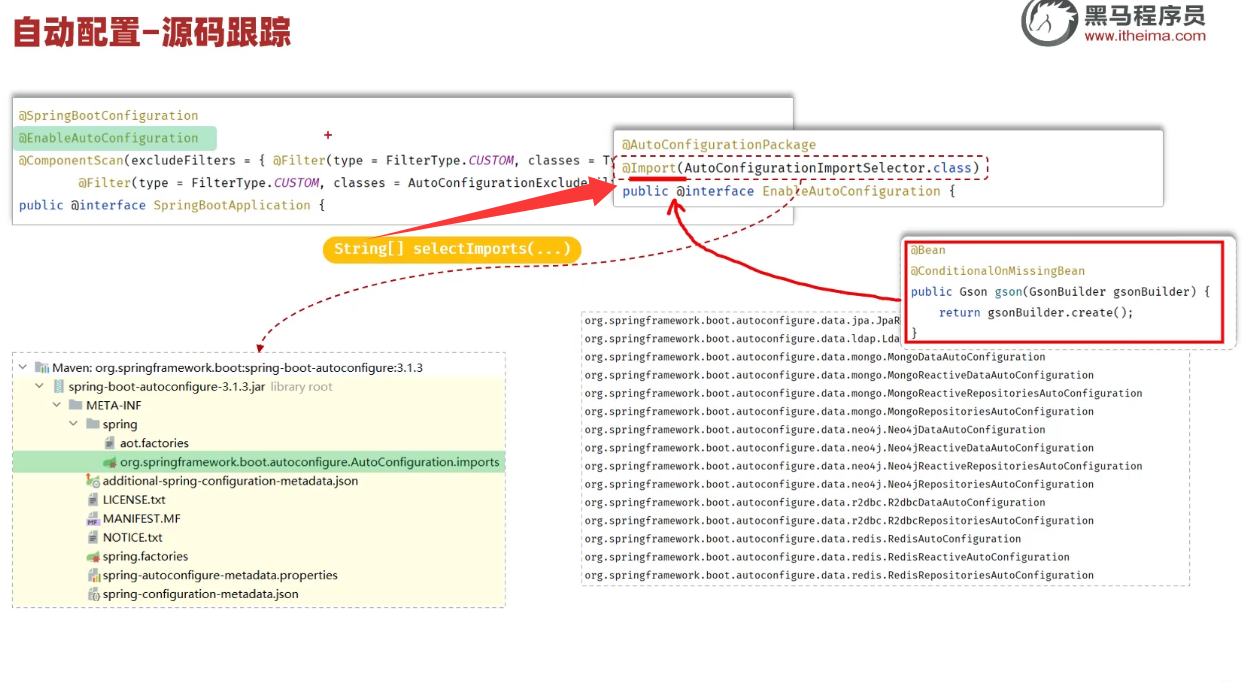 自动配置-源码跟踪
黑马程序员
www.itheima.com
@SpringBootConfiguration
@EnableAutoConfiguration
@ComponentScan(excludeFilters = { @Filter(type = FilterType.CUSTOM, classes =
@Filter(type = FilterType.CUSTOM, classes =
public @interface SpringBootApplication {
@AutoConfigurationPackage
@Import(AutoConfigurationImportSelector.class)
public @interface EnableAutoConfiguration {
String[] selectImports(...)
@Bean
@ConditionalOnMissingBean
public Gson gson(GsonBuilder gsonBuilder) {
return gsonBuilder.create();
}
Maven: org.springframework.boot:spring-boot-autoconfigure:3.1.3
spring-boot-autoconfigure-3.1.3.jar library root
META-INF
spring
aot.factories
org.springframework.boot.autoconfigure.AutoConfiguration.imports
additional-spring-configuration-metadata.json
LICENSE.txt
MANIFEST.MF
NOTICE.txt
spring.factories
spring-autoconfigure-metadata.properties
spring-configuration-metadata.json
org.springframework.boot.autoconfigure.data.jpa.JpaR
org.springframework.boot.autoconfigure.data.ldap.Lda
org.springframework.boot.autoconfigure.data.mongo.MongoDataAutoConfiguration
org.springframework.boot.autoconfigure.data.mongo.MongoReactiveDataAutoConfiguration
org.springframework.boot.autoconfigure.data.mongo.MongoReactiveRepositoriesAutoConfiguration
org.springframework.boot.autoconfigure.data.mongo.MongoRepositoriesAutoConfiguration
org.springframework.boot.autoconfigure.data.neo4j.Neo4jDataAutoConfiguration
org.springframework.boot.autoconfigure.data.neo4j.Neo4jReactiveDataAutoConfiguration
org.springframework.boot.autoconfigure.data.neo4j.Neo4jReactiveRepositoriesAutoConfiguration
org.springframework.boot.autoconfigure.data.neo4j.Neo4jRepositoriesAutoConfiguration
org.springframework.boot.autoconfigure.data.r2dbc.R2dbcDataAutoConfiguration
org.springframework.boot.autoconfigure.data.r2dbc.R2dbcRepositoriesAutoConfiguration
org.springframework.boot.autoconfigure.data.redis.RedisAutoConfiguration
org.springframework.boot.autoconfigure.data.redis.RedisReactiveAutoConfiguration
org.springframework.boot.autoconfigure.data.redis.RedisRepositoriesAutoConfiguration